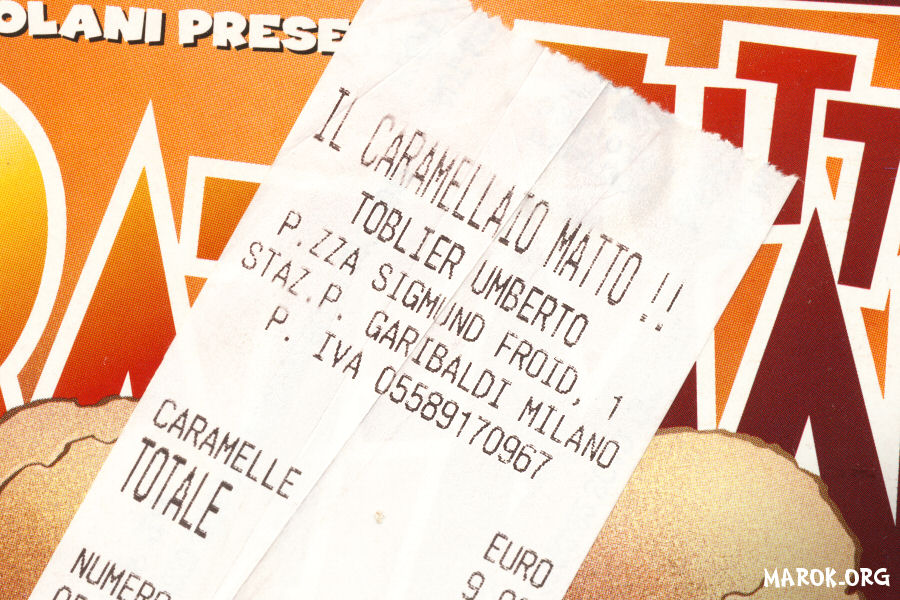 OLANI PRESE
IL CARAMELLAIO MATTO !!
TOBLIER UMBERTO
P.ZZA SIGMUND FROID, 1
STAZ.P. GARIBALDI MILANO
P. IVA 05589170967
EURO
CARAMELLE 9
TOTALE
NUMERO
MAROK.ORG